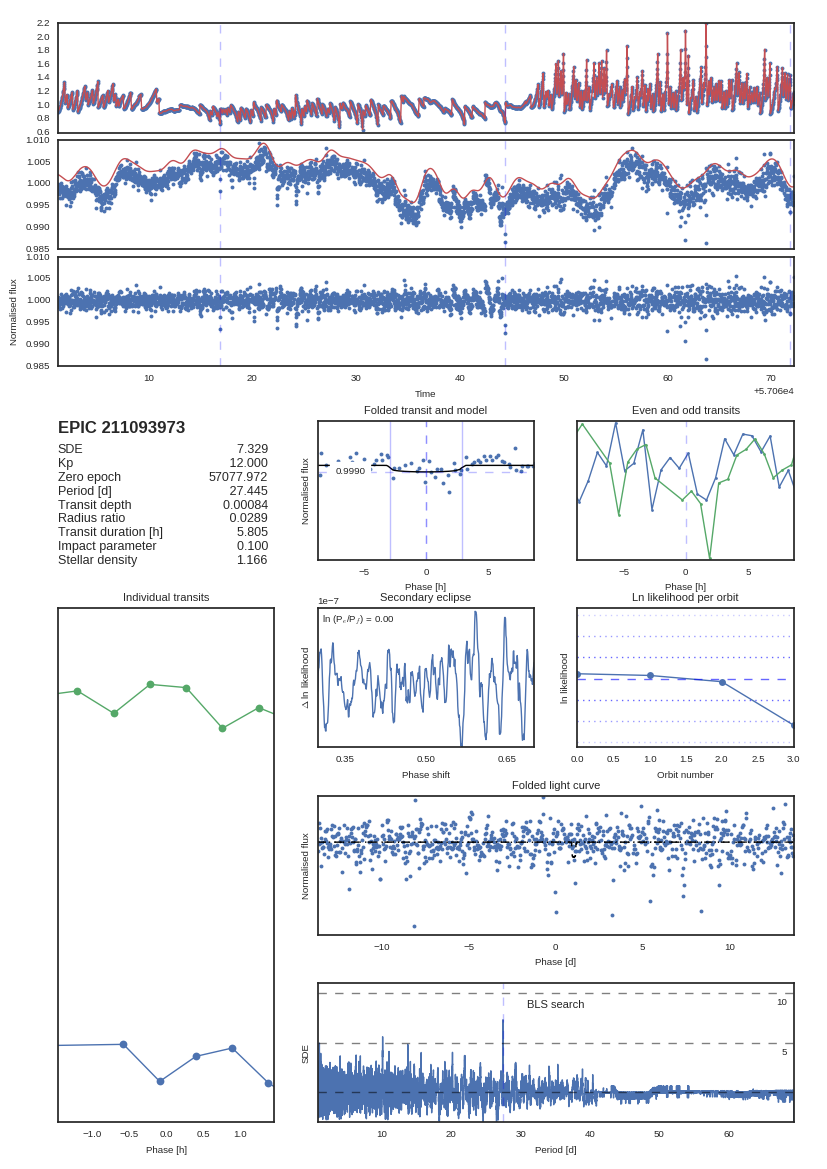 2.2
2.0
1.8
1.6
1.4
1.2
1.0
0.8
0.6
1.010
1.005
1.000
0.995
0.990
0.985
1.010
1.005
1.000
0.995
0.990
0.985
Normalised flux
10 20 30 40 50 60 70
Time
+5.706e4
EPIC 211093973
SDE 7.329
Kp 12.000
Zero epoch 57077.972
Period [d] 27.445
Transit depth 0.00084
Radius ratio 0.0289
Transit duration [h] 5.805
Impact parameter 0.100
Stellar density 1.166
Folded transit and model
Normalised flux
0.9990
−5 0 5
Phase [h]
Even and odd transits
−5 0 5
Phase [h]
Individual transits
−1.0 −0.5 0.0 0.5 1.0
Phase [h]
Secondary eclipse
1e−7
ln (Pₑ/P_f) = 0.00
Δ ln likelihood
0.35 0.50 0.65
Phase shift
Ln likelihood per orbit
ln likelihood
0.0 0.5 1.0 1.5 2.0 2.5 3.0
Orbit number
Folded light curve
Normalised flux
−10 −5 0 5 10
Phase [d]
BLS search
10
5
SDE
10 20 30 40 50 60
Period [d]